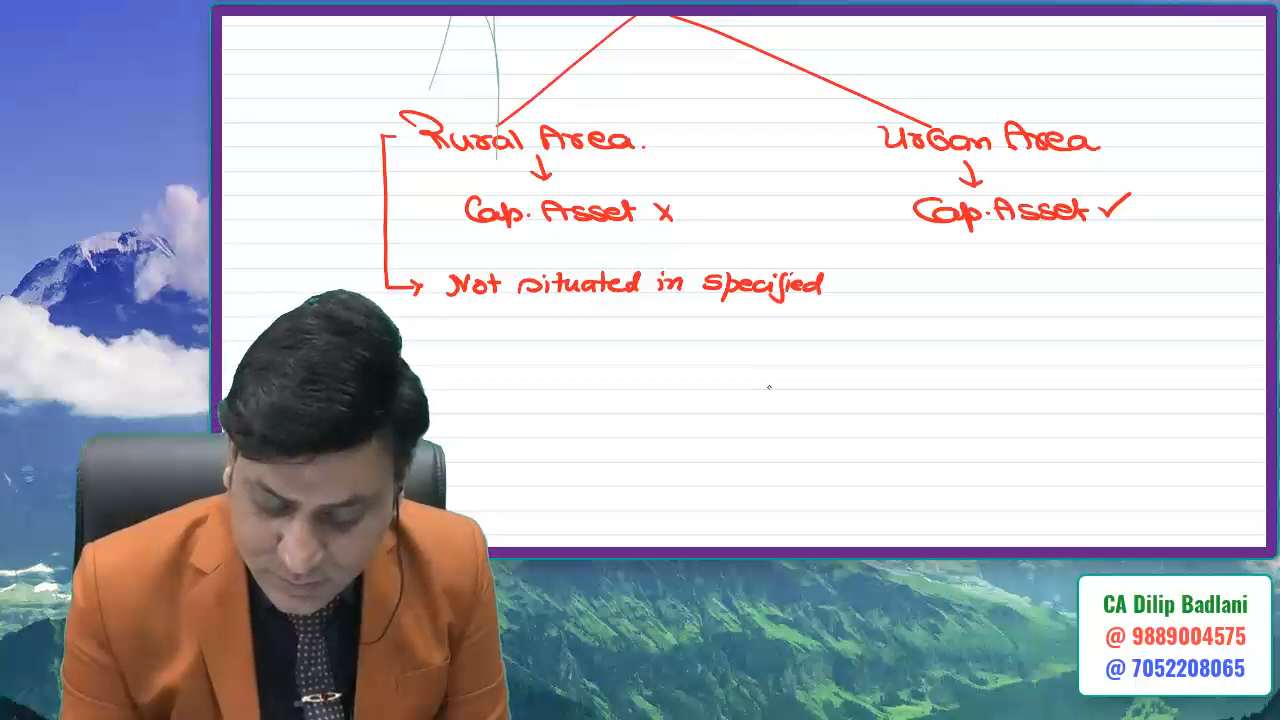 Rural Area.
Urban Area
↓
↓
Cap. Asset x
Cap. Asset ✓
→ Not situated in specified
CA Dilip Badlani
@ 9889004575
@ 7052208065